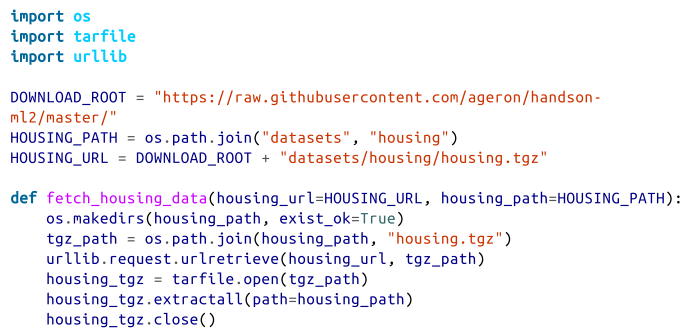 import os
import tarfile
import urllib

DOWNLOAD_ROOT = "https://raw.githubusercontent.com/ageron/handson-
ml2/master/"
HOUSING_PATH = os.path.join("datasets", "housing")
HOUSING_URL = DOWNLOAD_ROOT + "datasets/housing/housing.tgz"

def fetch_housing_data(housing_url=HOUSING_URL, housing_path=HOUSING_PATH):
    os.makedirs(housing_path, exist_ok=True)
    tgz_path = os.path.join(housing_path, "housing.tgz")
    urllib.request.urlretrieve(housing_url, tgz_path)
    housing_tgz = tarfile.open(tgz_path)
    housing_tgz.extractall(path=housing_path)
    housing_tgz.close()